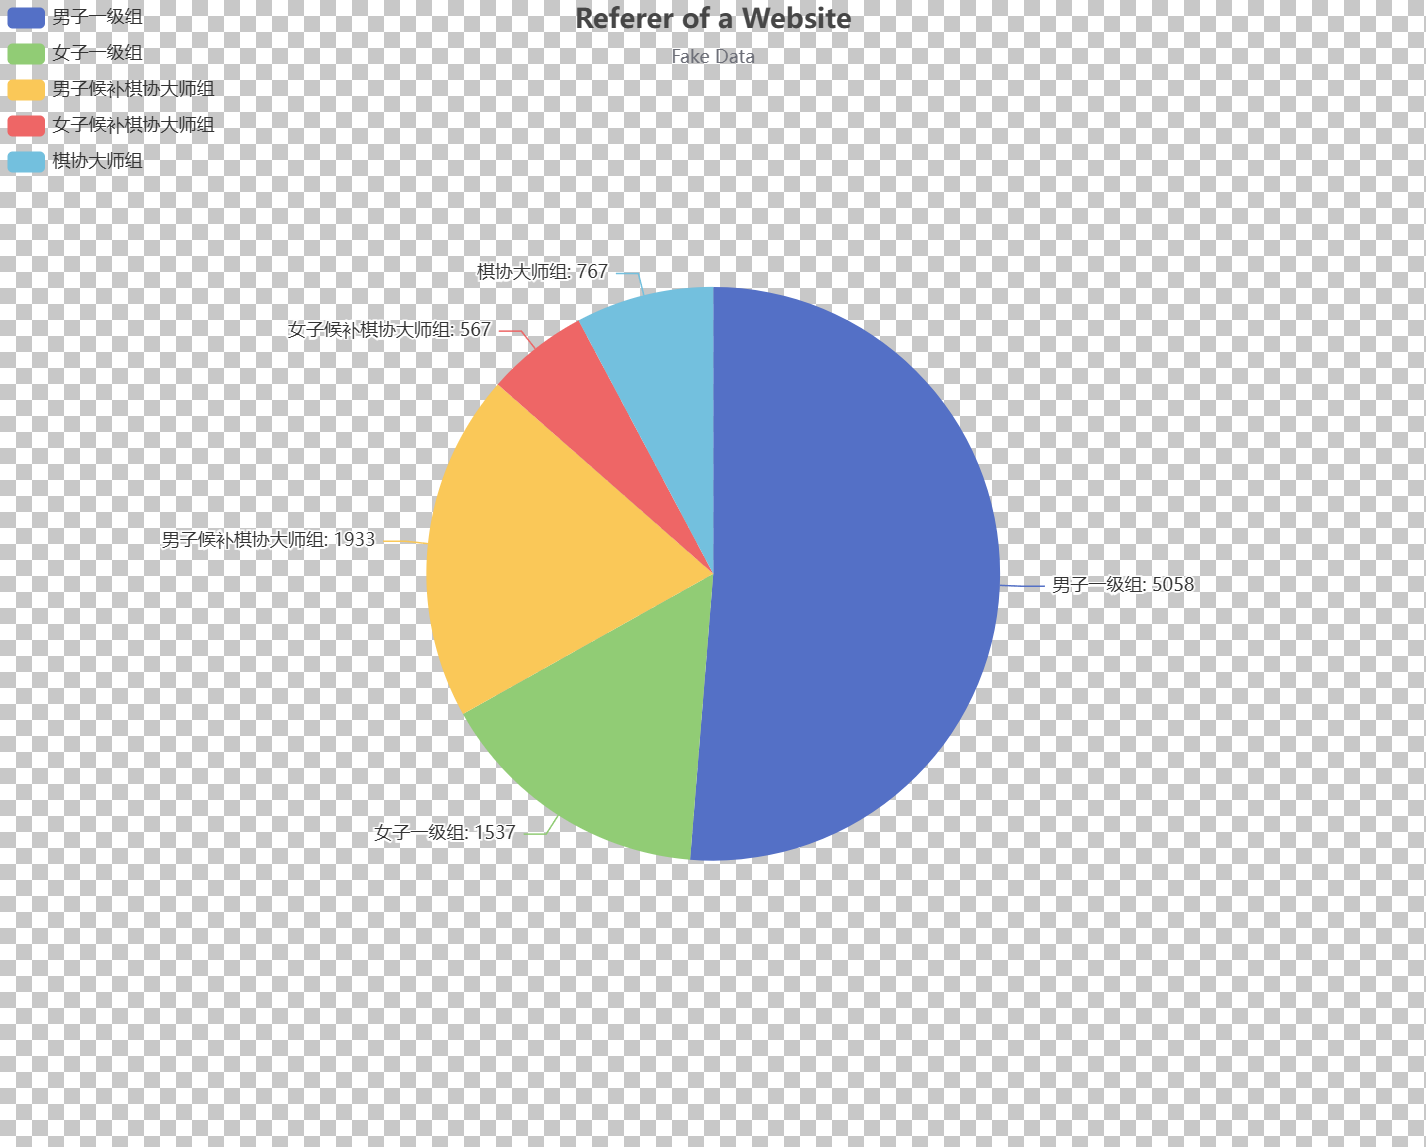 Referer of a Website
Fake Data
男子一级组
女子一级组
男子候补棋协大师组
女子候补棋协大师组
棋协大师组
棋协大师组: 767
女子候补棋协大师组: 567
男子候补棋协大师组: 1933
男子一级组: 5058
女子一级组: 1537